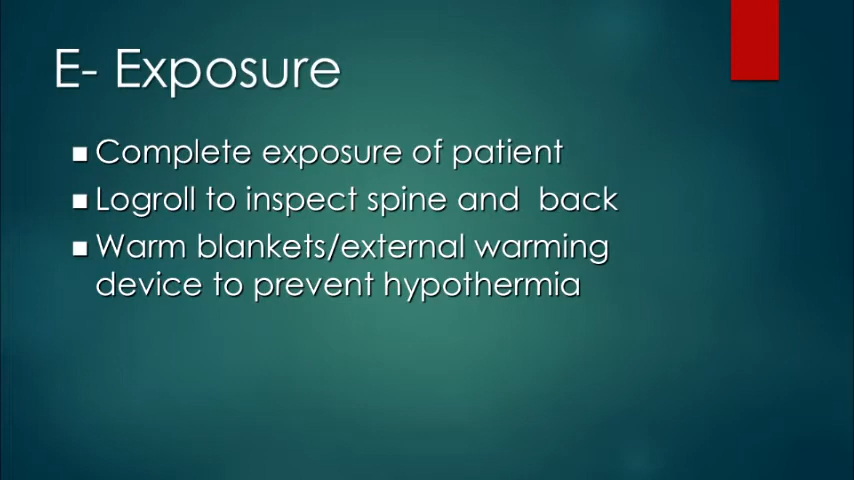 E- Exposure
■ Complete exposure of patient
■ Logroll to inspect spine and  back
■ Warm blankets/external warming
device to prevent hypothermia